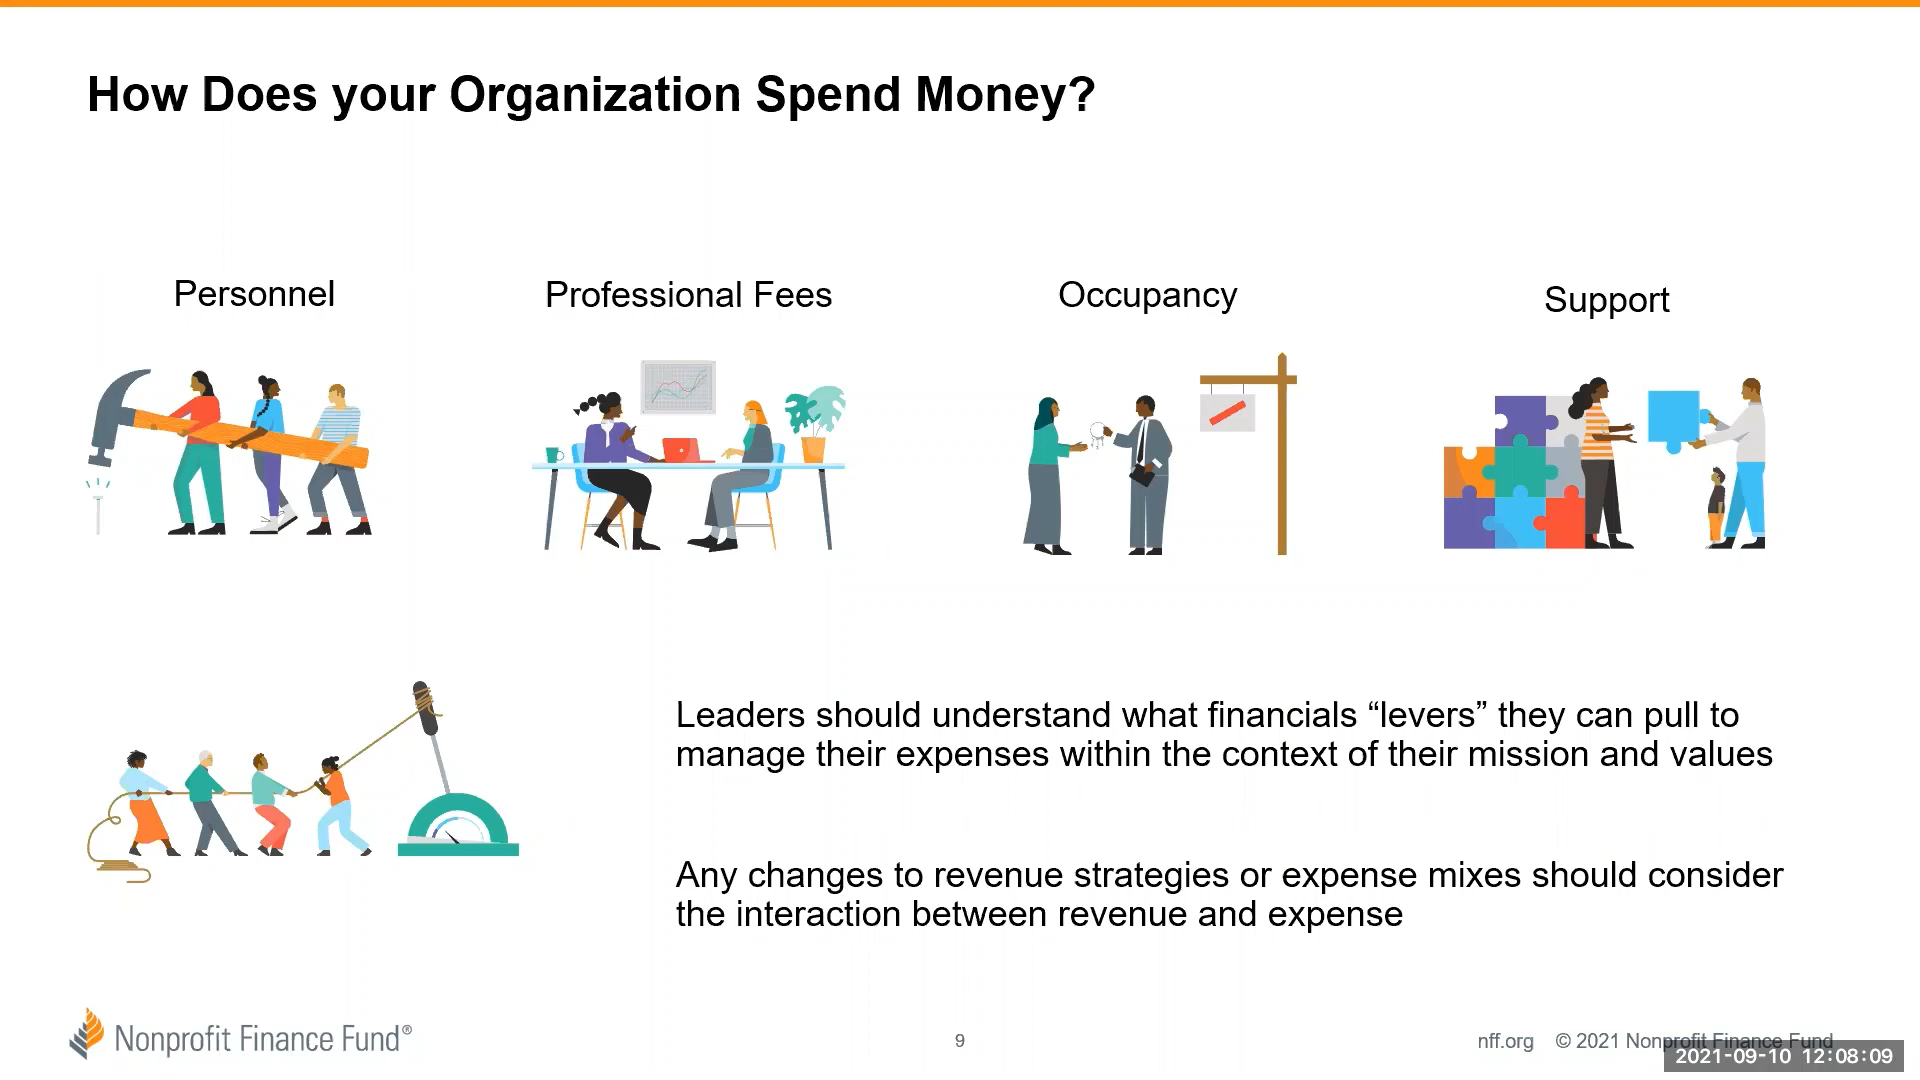 How Does your Organization Spend Money?
Personnel
Professional Fees
Occupancy
Support
Leaders should understand what financials “levers” they can pull to
manage their expenses within the context of their mission and values
Any changes to revenue strategies or expense mixes should consider
the interaction between revenue and expense
Nonprofit Finance Fund®
9
nff.org © 2021 Nonprofit Finance Fund
2021-09-10 12:08:09